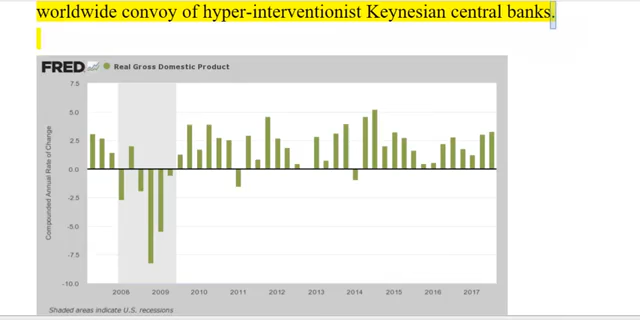 worldwide convoy of hyper-interventionist Keynesian central banks.
FRED Real Gross Domestic Product
7.5
5.0
2.5
0.0
-2.5
-5.0
-7.5
-10.0
Compounded Annual Rate of Change
2008 2009 2010 2011 2012 2013 2014 2015 2016 2017
Shaded areas indicate U.S. recessions